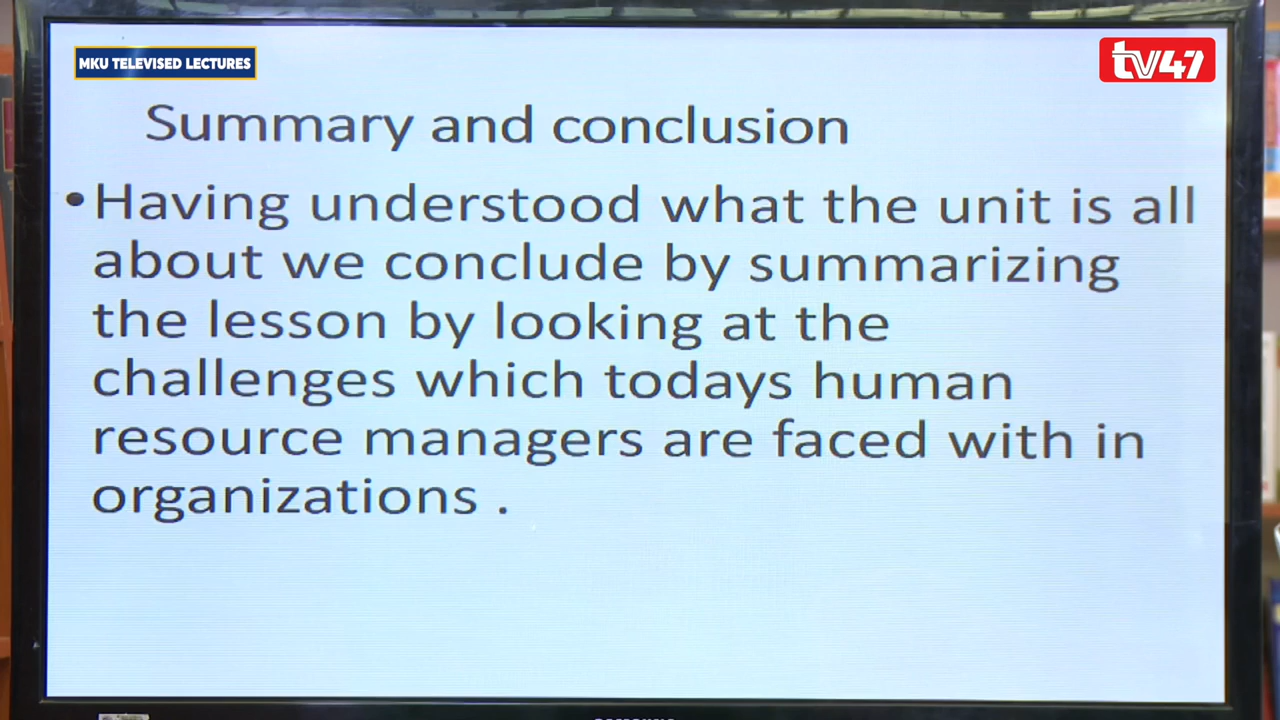 MKU TELEVISED LECTURES
tv47
Summary and conclusion
•Having understood what the unit is all
about we conclude by summarizing
the lesson by looking at the
challenges which todays human
resource managers are faced with in
organizations .